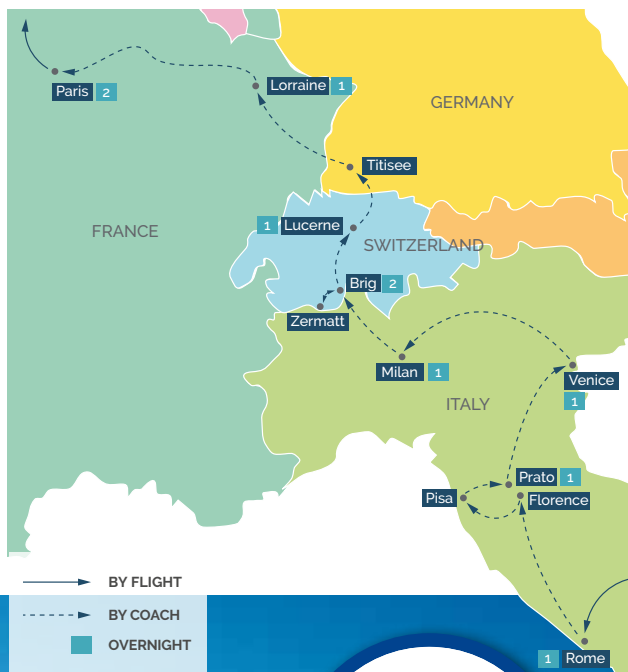 Paris 2
Lorraine 1
GERMANY
Titisee
FRANCE
1 Lucerne
SWITZERLAND
Brig 2
Zermatt
Milan 1
Venice
1
ITALY
Prato 1
Pisa
Florence
BY FLIGHT
BY COACH
OVERNIGHT
1 Rome